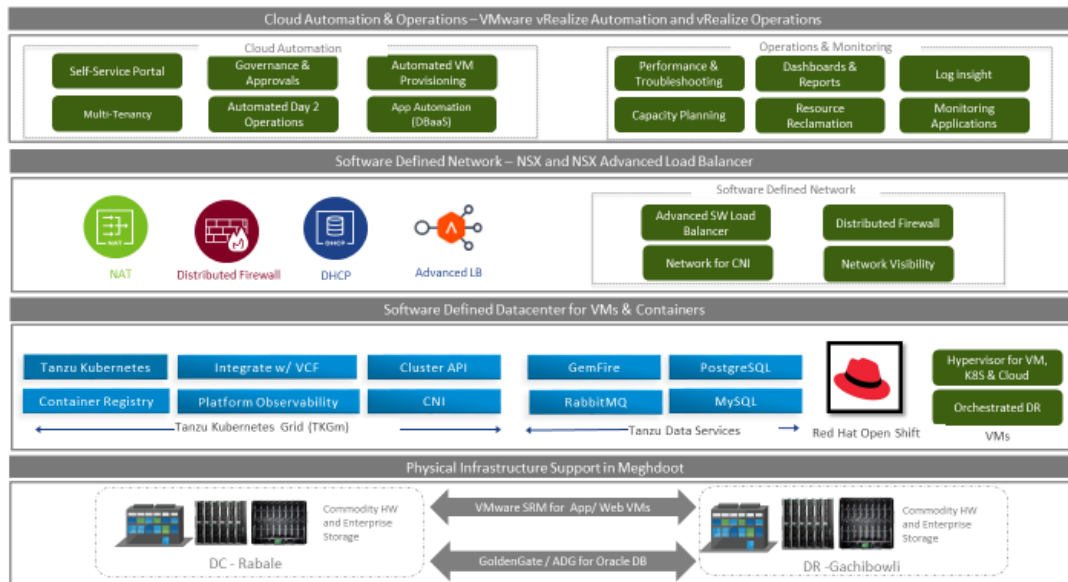 Cloud Automation & Operations – VMware vRealize Automation and vRealize Operations
Cloud Automation
Self-Service Portal
Governance &
Approvals
Automated VM
Provisioning
Multi-Tenancy
Automated Day 2
Operations
App Automation
(DBaaS)
Operations & Monitoring
Performance &
Troubleshooting
Dashboards &
Reports
Log insight
Capacity Planning
Resource
Reclamation
Monitoring
Applications
Software Defined Network – NSX and NSX Advanced Load Balancer
NAT
NAT
Distributed Firewall
DHCP
DHCP
Advanced LB
Software Defined Network
Advanced SW Load
Balancer
Distributed Firewall
Network for CNI
Network Visibility
Software Defined Datacenter for VMs & Containers
Tanzu Kubernetes
Integrate w/ VCF
Cluster API
Container Registry
Platform Observability
CNI
Tanzu Kubernetes Grid (TKGm)
GemFire
PostgreSQL
RabbitMQ
MySQL
Tanzu Data Services
Red Hat Open Shift
Hypervisor for VM,
K8S & Cloud
Orchestrated DR
VMs
Physical Infrastructure Support in Meghdoot
Commodity HW
and Enterprise
Storage
DC - Rabale
VMware SRM for App/ Web VMs
GoldenGate / ADG for Oracle DB
Commodity HW
and Enterprise
Storage
DR -Gachibowli